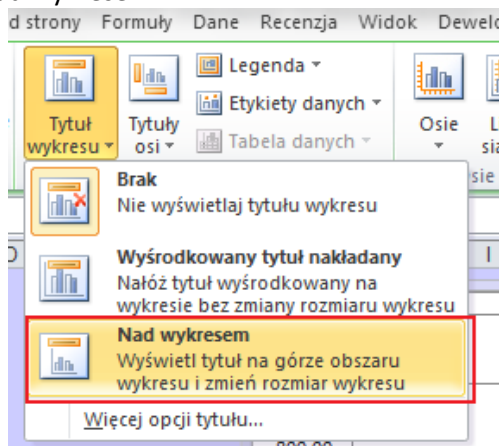 d strony Formuły Dane Recenzja Widok
Tytuł wykresu
Tytuły osi
Legenda
Etykiety danych
Tabela danych
Osie
Brak
Nie wyświetlaj tytułu wykresu
Wyśrodkowany tytuł nakładany
Nałóż tytuł wyśrodkowany na
wykresie bez zmiany rozmiaru wykresu
Nad wykresem
Wyświetl tytuł na górze obszaru
wykresu i zmień rozmiar wykresu
Więcej opcji tytułu...
I